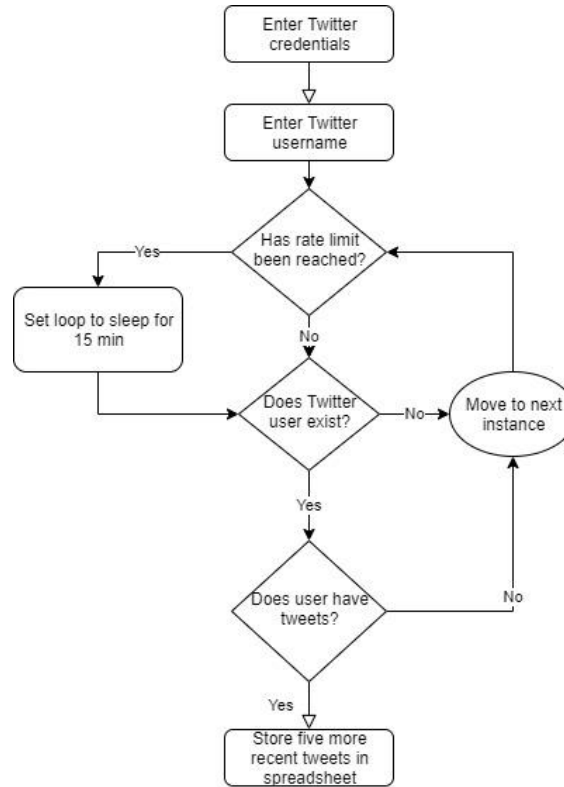 Enter Twitter
credentials
Enter Twitter
username
Has rate limit
been reached?
Yes
Set loop to sleep for
15 min
No
Does Twitter
user exist?
No
Move to next
instance
Yes
Does user have
tweets?
No
Yes
Store five more
recent tweets in
spreadsheet